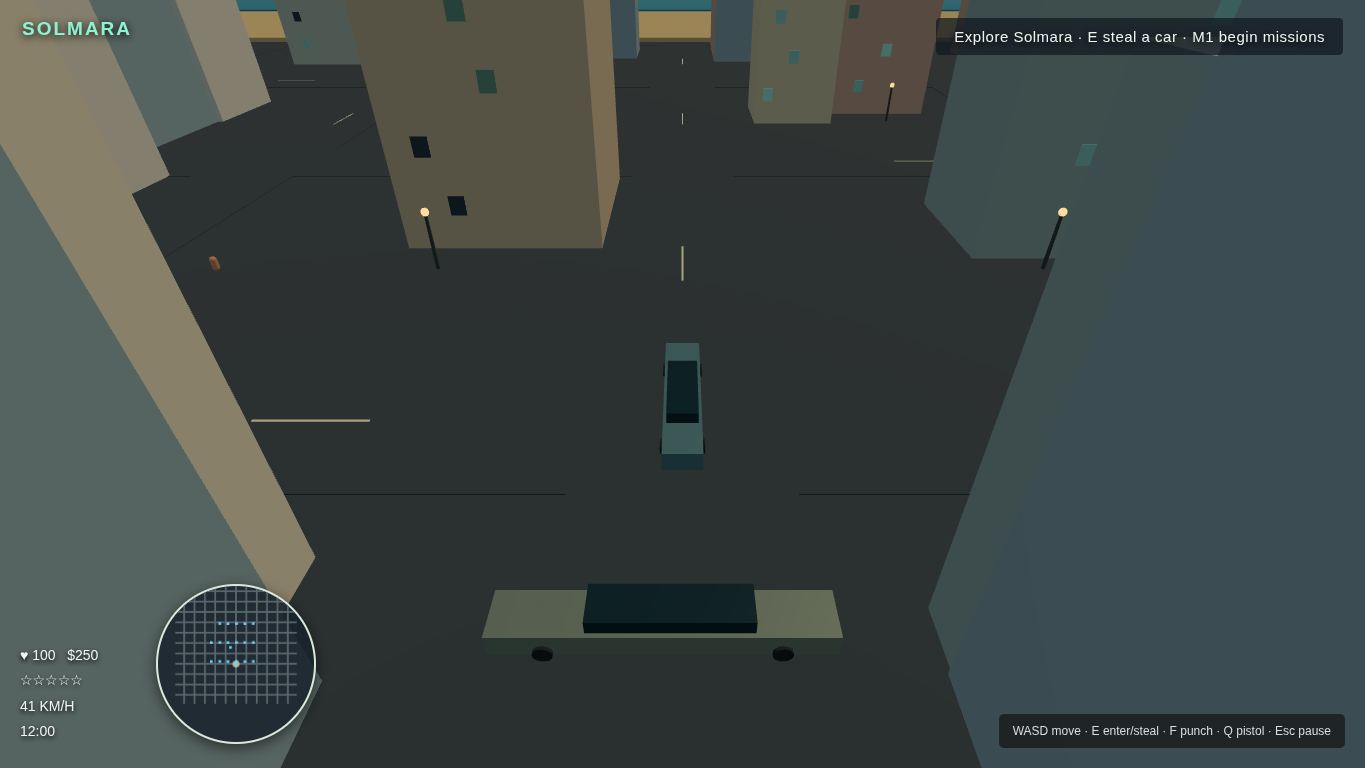 SOLMARA
Explore Solmara · E steal a car · M1 begin missions
♥ 100 $250
☆☆☆☆☆
41 KM/H
12:00
WASD move · E enter/steal · F punch · Q pistol · Esc pause